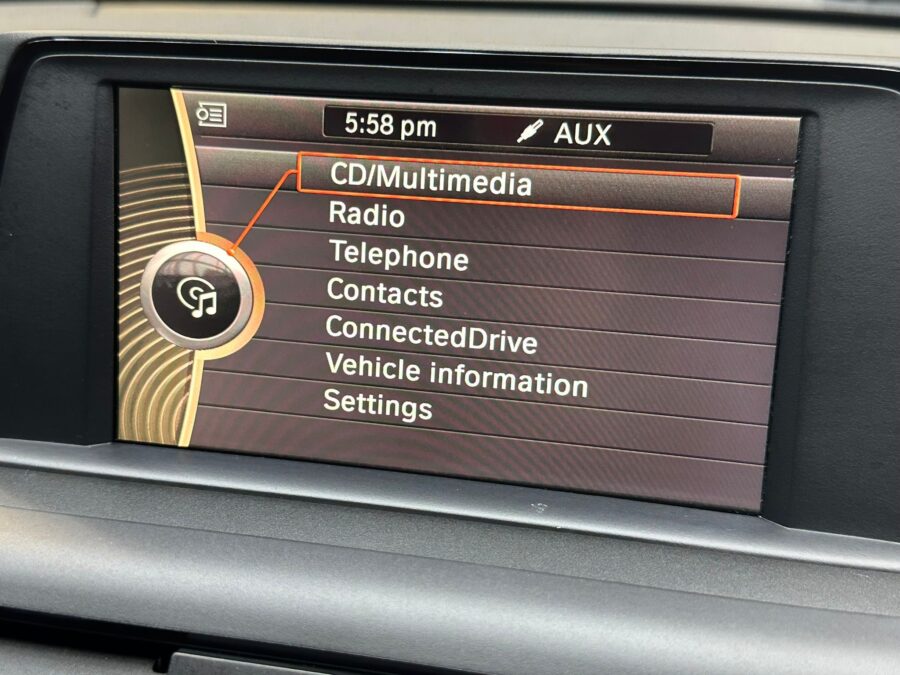 5:58 pm AUX
CD/Multimedia
Radio
Telephone
Contacts
ConnectedDrive
Vehicle information
Settings